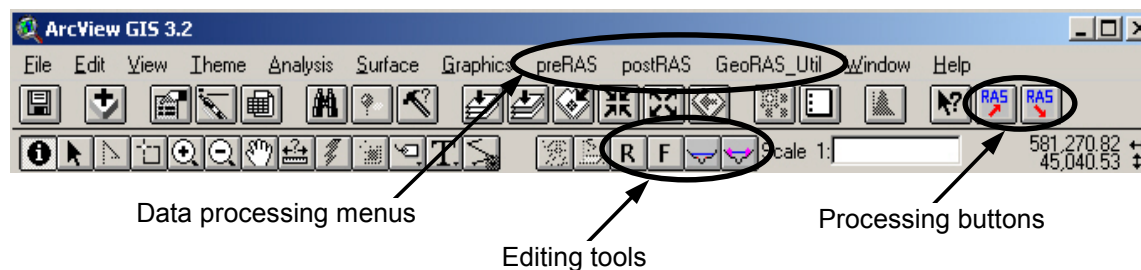 ArcView GIS 3.2
File Edit View Theme Analysis Surface Graphics preRAS postRAS GeoRAS_Util Window Help
RAS RAS
T R F Scale 1: 581,270.82
45,040.53
Data processing menus
Processing buttons
Editing tools